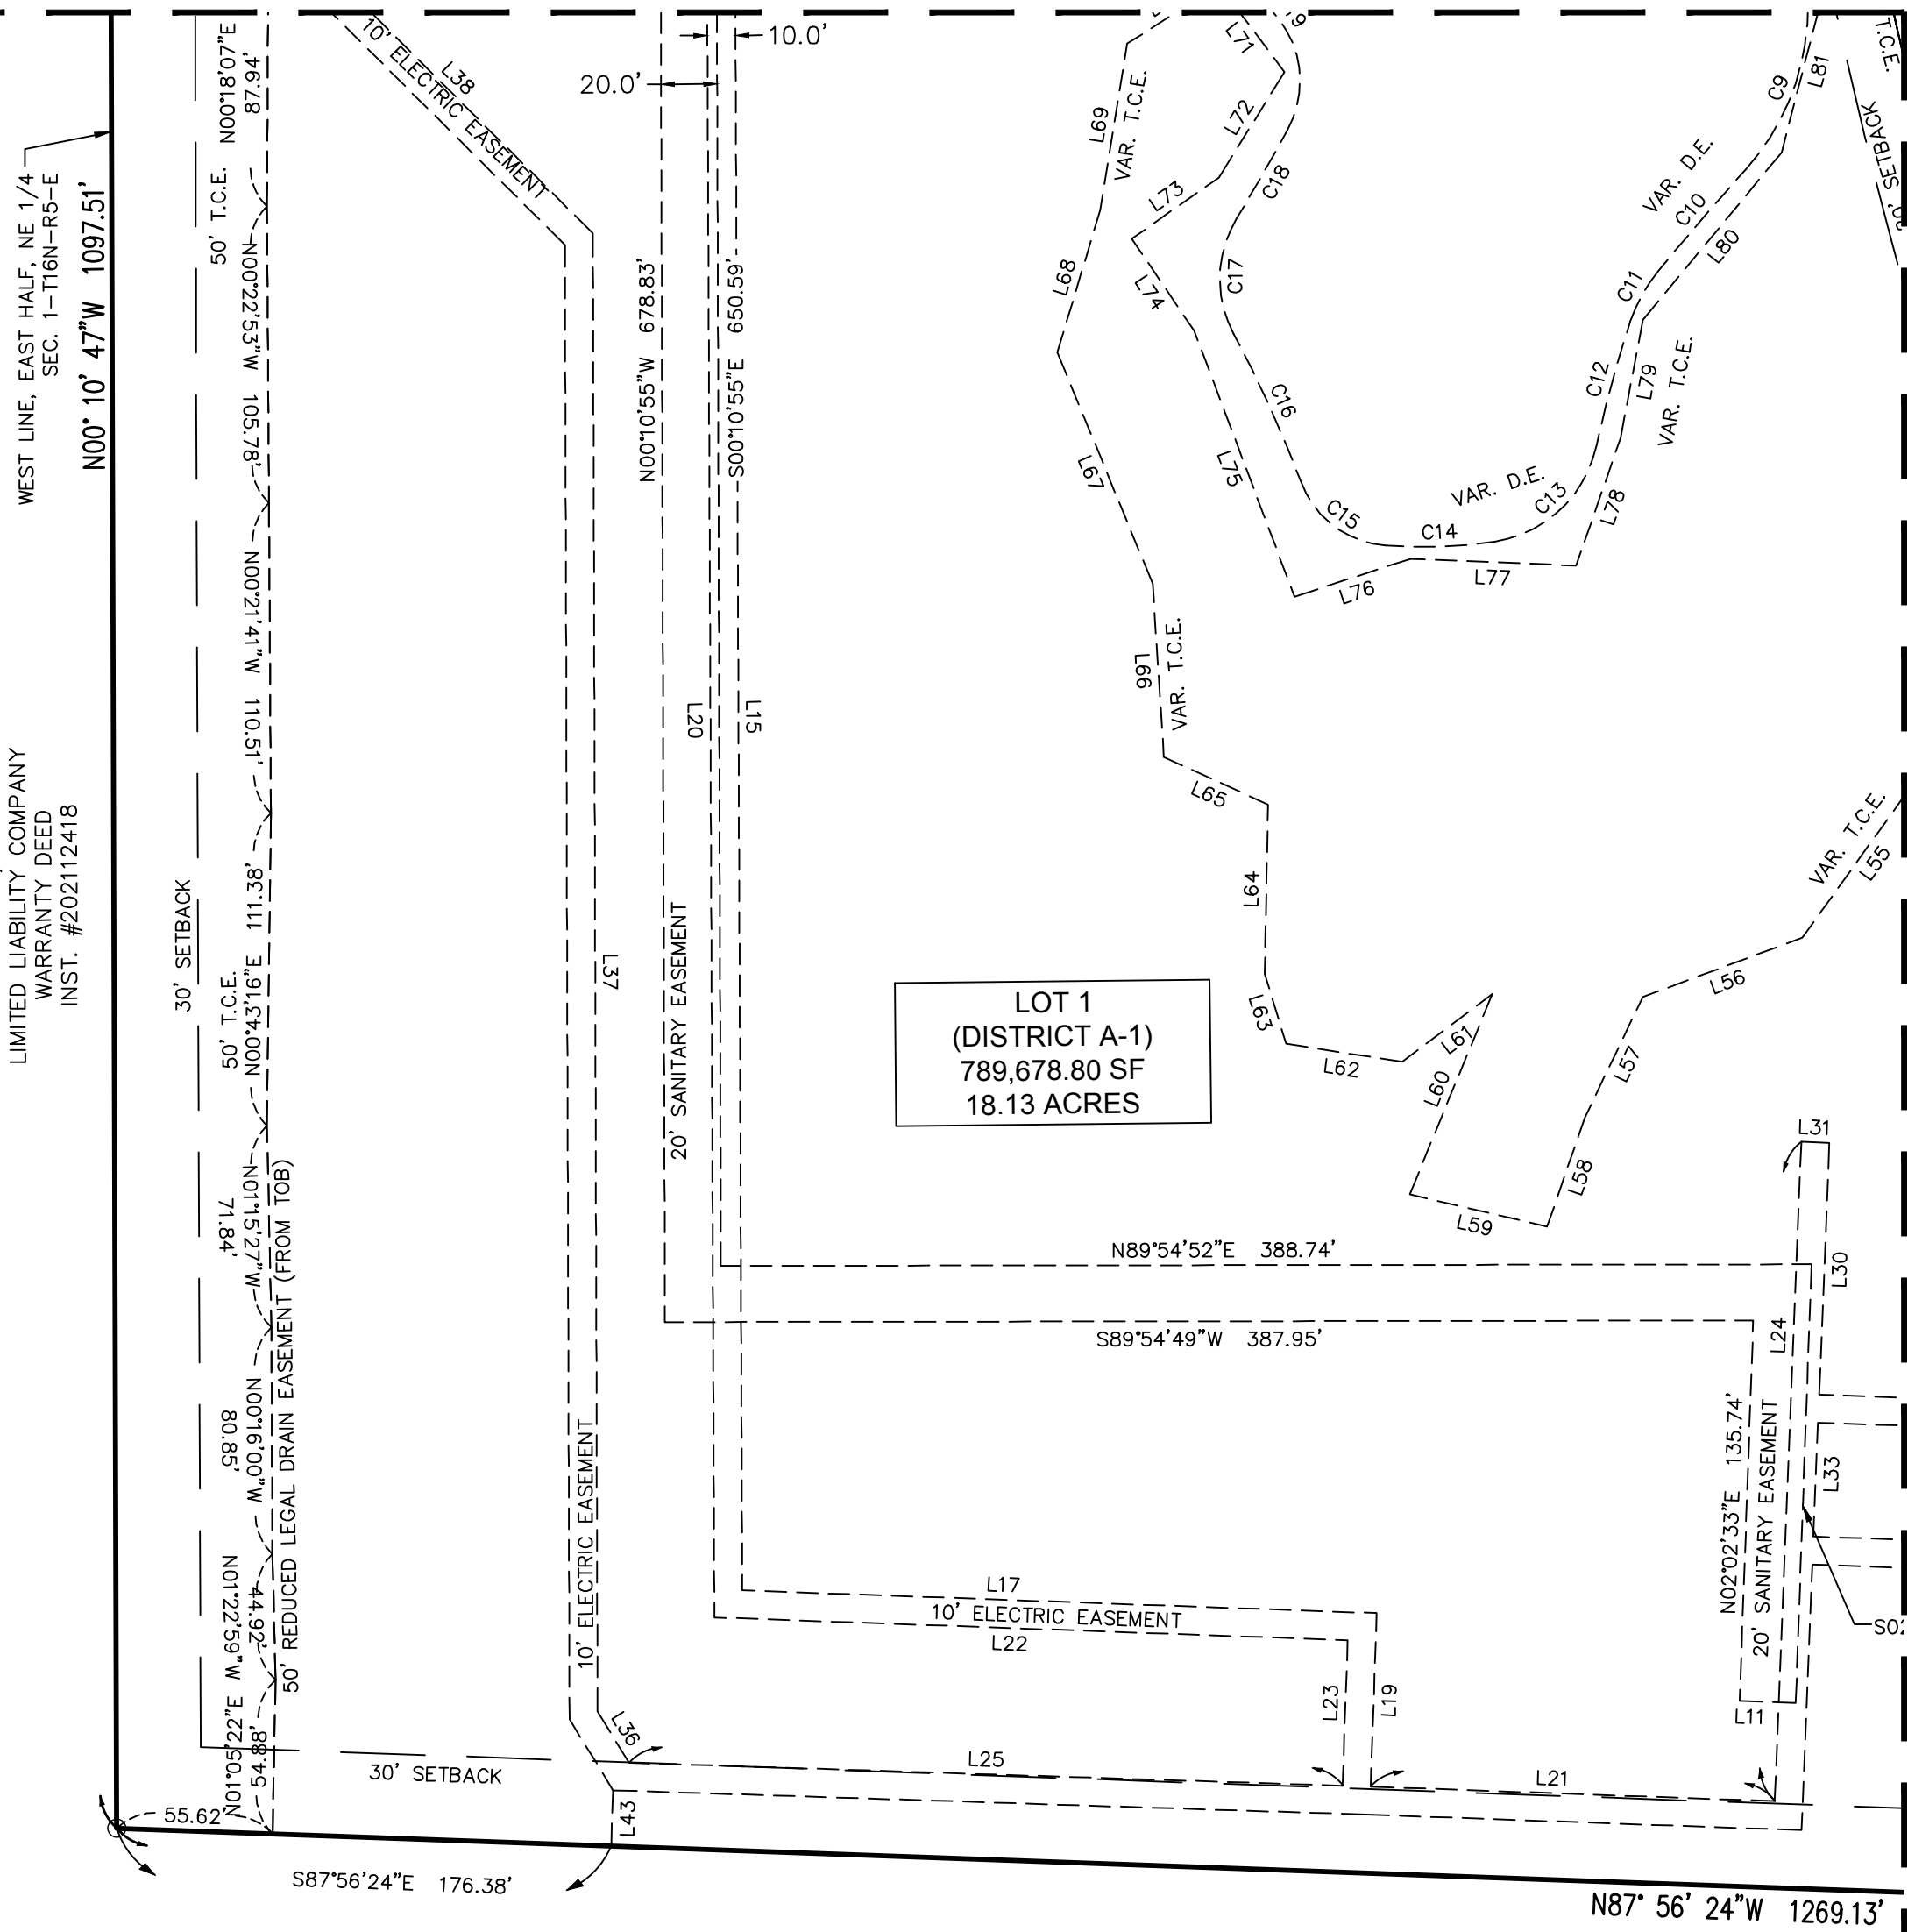 WEST LINE, EAST HALF, NE 1/4
SEC. 1-T16N-R5-E
N00° 10' 47"W 1097.51'
LIMITED LIABILITY COMPANY
WARRANTY DEED
INST. #202112418
30' SETBACK
50' T.C.E.
N00°18'07"E
87.94'
N00°22'53"W 105.78'
N00°21'41"W 110.51'
N00°43'16"E 111.38'
50' T.C.E.
N01°15'27"W
71.84'
N00°16'00"W
80.85'
N01°22'59"W
44.92'
N01°05'22"E
54.88'
50' REDUCED LEGAL DRAIN EASEMENT (FROM TOB)
55.62'
S87°56'24"E 176.38'
30' SETBACK
10' ELECTRIC EASEMENT
L38
L37
10' ELECTRIC EASEMENT
L36
L43
20.0'
10.0'
N00°10'55"W 678.83'
S00°10'55"E 650.59'
L20
L15
20' SANITARY EASEMENT
LOT 1
(DISTRICT A-1)
789,678.80 SF
18.13 ACRES
L69
VAR. T.C.E.
L68
L67
L66
VAR. T.C.E.
L65
L64
L63
L62
L61
L60
L59
L58
L57
L56
L55
VAR. T.C.E.
L71
L72
L73
L74
L75
L76
L77
L78
L79
VAR. T.C.E.
L80
L81
C9
C10
C11
C12
C13
C14
C15
C16
C17
C18
VAR. D.E.
VAR. D.E.
T.C.E.
SETBACK
N89°54'52"E 388.74'
S89°54'49"W 387.95'
L31
L30
L24
L33
N02°02'33"E 135.74'
20' SANITARY EASEMENT
L11
S02
L17
10' ELECTRIC EASEMENT
L22
L23
L19
L25
L21
N87° 56' 24"W 1269.13'